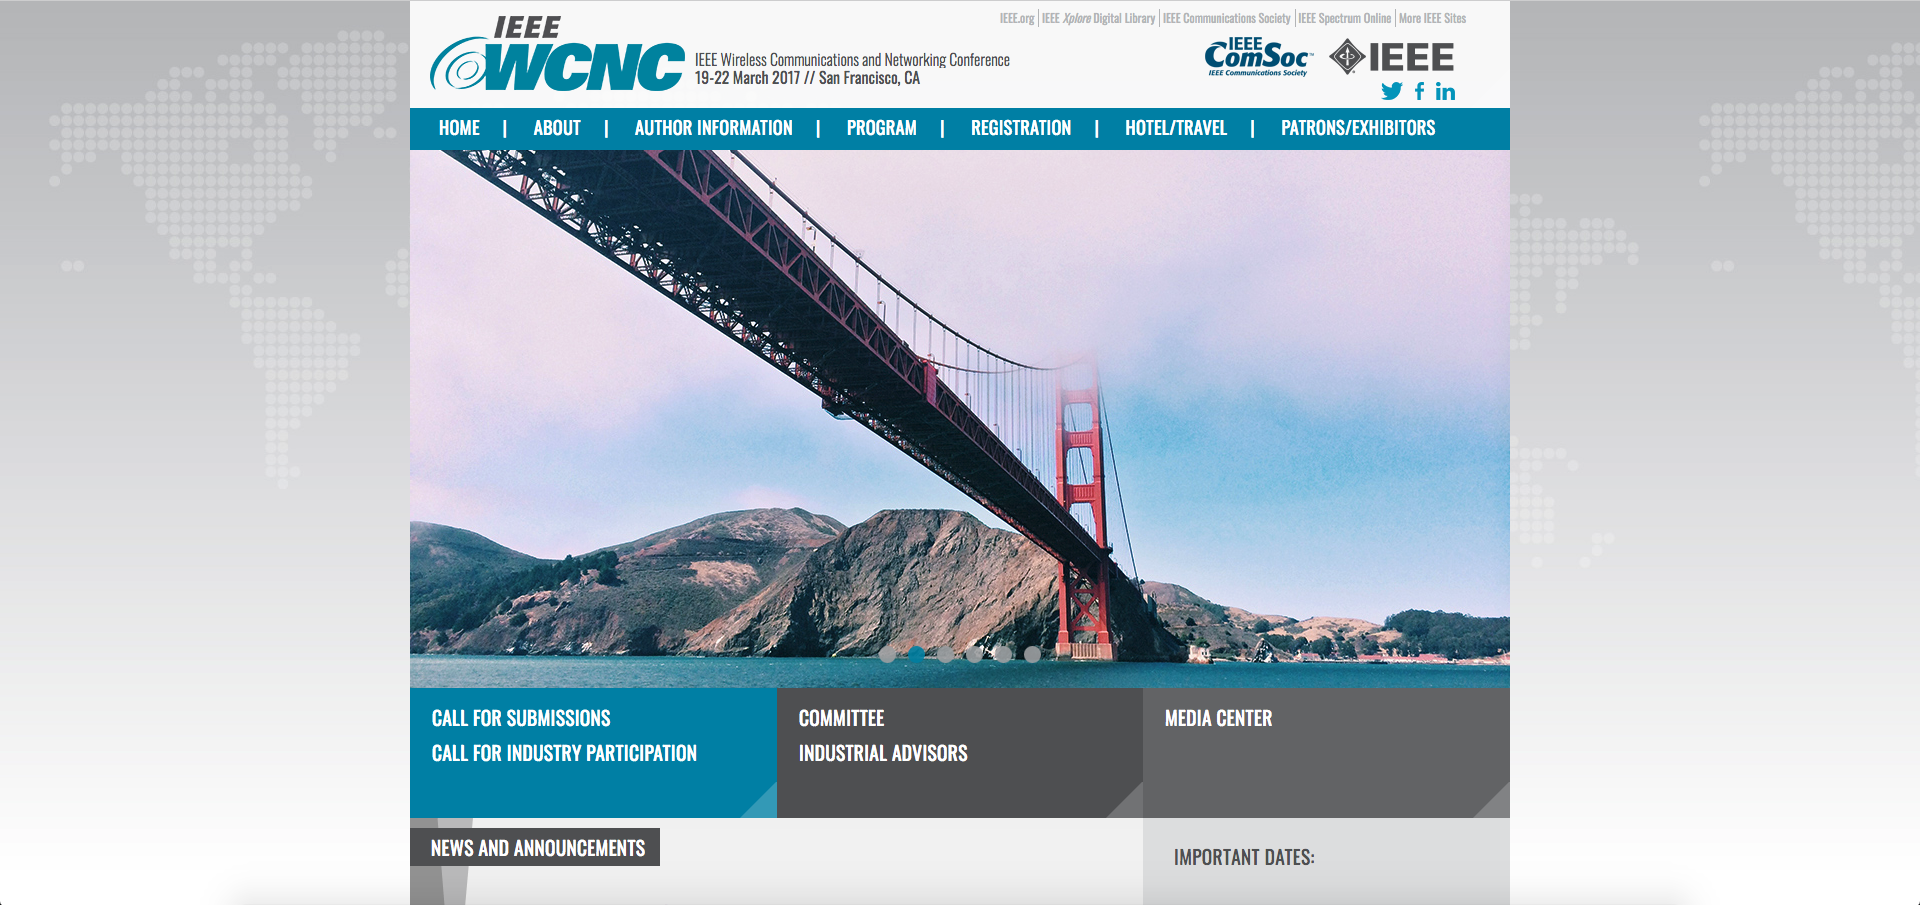 IEEE.org | IEEE Xplore Digital Library | IEEE Communications Society | IEEE Spectrum Online | More IEEE Sites
IEEE
WCNC
IEEE Wireless Communications and Networking Conference
19-22 March 2017 // San Francisco, CA
IEEE
ComSoc™
IEEE Communications Society
IEEE
HOME | ABOUT | AUTHOR INFORMATION | PROGRAM | REGISTRATION | HOTEL/TRAVEL | PATRONS/EXHIBITORS
CALL FOR SUBMISSIONS
CALL FOR INDUSTRY PARTICIPATION
COMMITTEE
INDUSTRIAL ADVISORS
MEDIA CENTER
NEWS AND ANNOUNCEMENTS
IMPORTANT DATES: